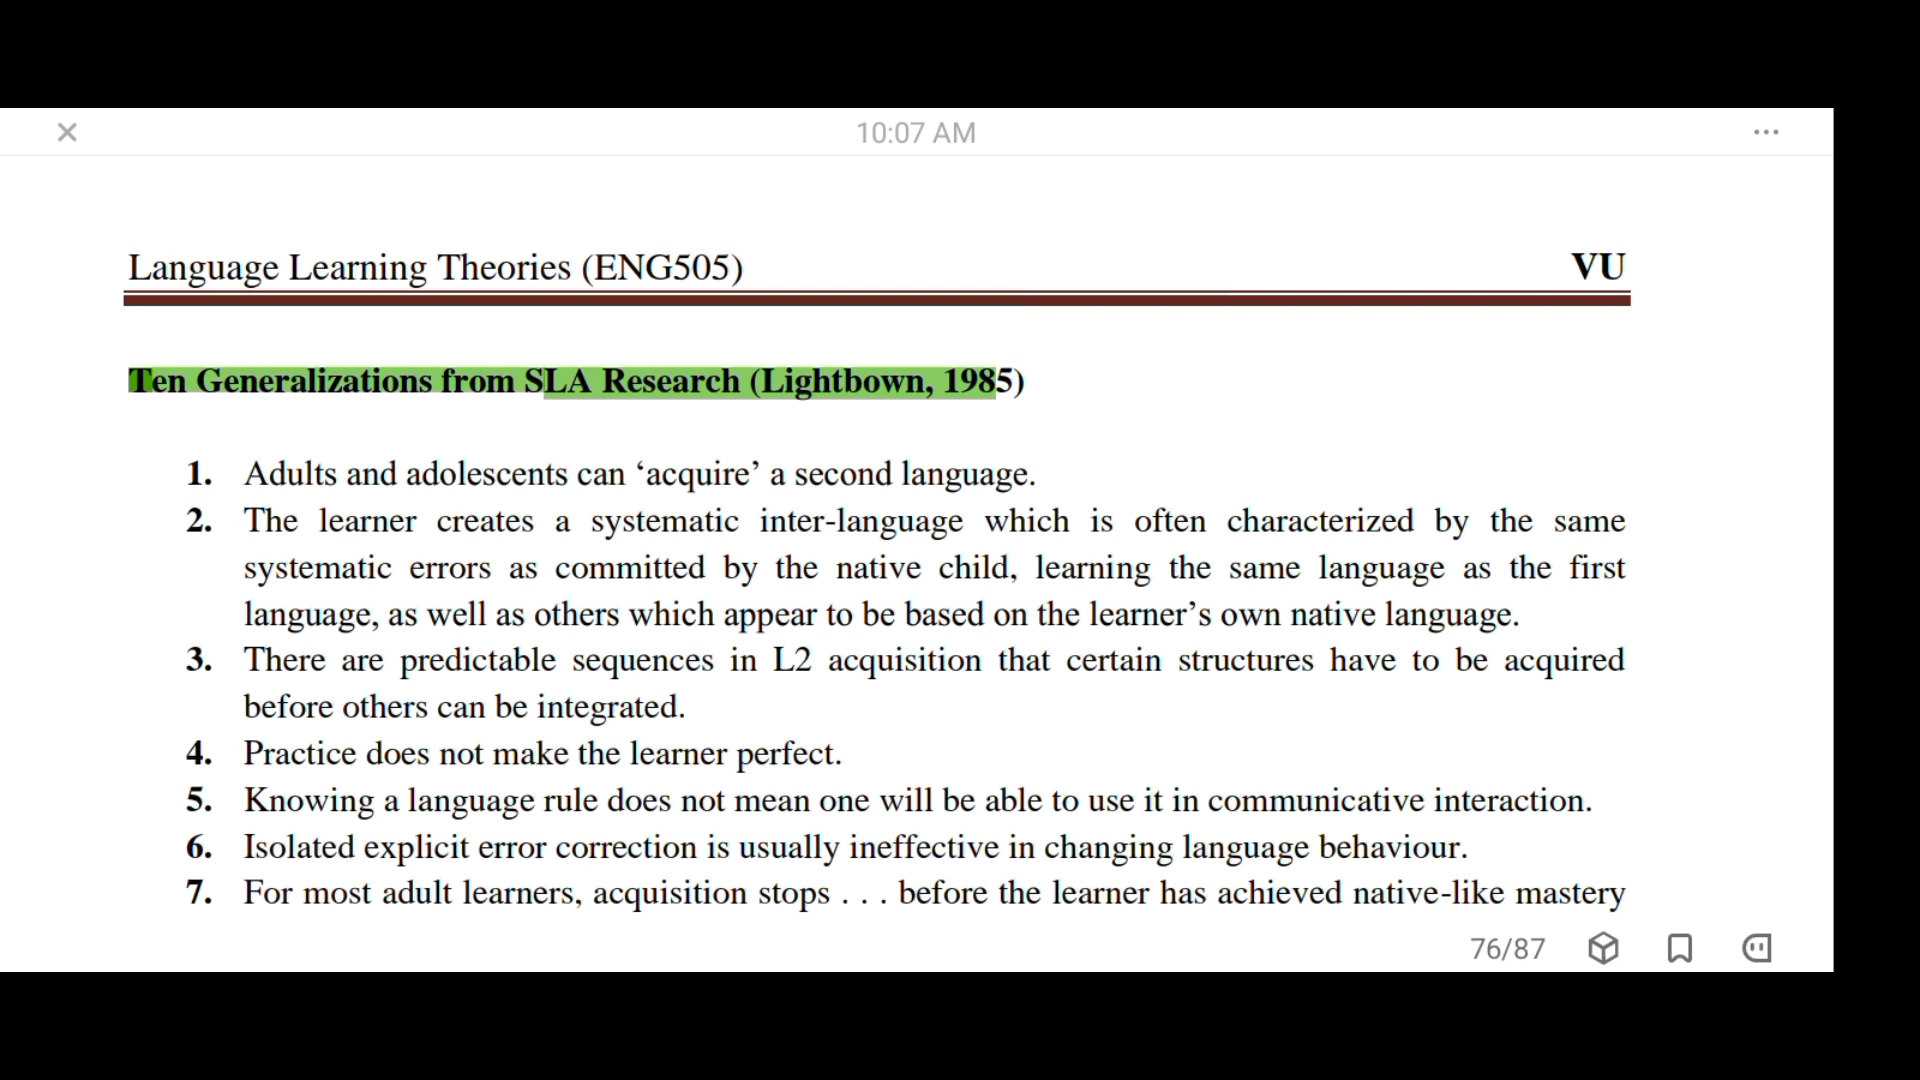 10:07 AM
Language Learning Theories (ENG505) VU
Ten Generalizations from SLA Research (Lightbown, 1985)
1. Adults and adolescents can ‘acquire’ a second language.
2. The learner creates a systematic inter-language which is often characterized by the same
systematic errors as committed by the native child, learning the same language as the first
language, as well as others which appear to be based on the learner’s own native language.
3. There are predictable sequences in L2 acquisition that certain structures have to be acquired
before others can be integrated.
4. Practice does not make the learner perfect.
5. Knowing a language rule does not mean one will be able to use it in communicative interaction.
6. Isolated explicit error correction is usually ineffective in changing language behaviour.
7. For most adult learners, acquisition stops . . . before the learner has achieved native-like mastery
76/87